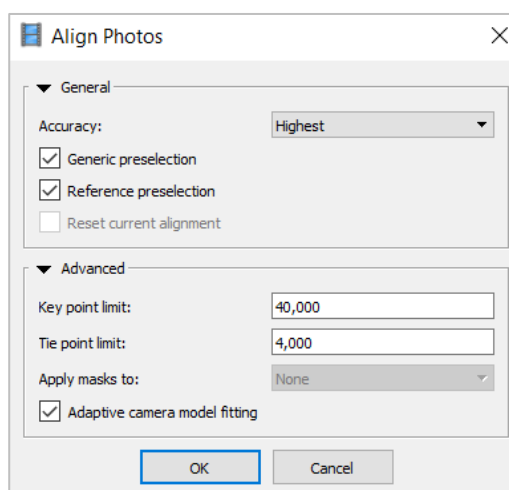 Align Photos
General
Accuracy: Highest
Generic preselection
Reference preselection
Reset current alignment
Advanced
Key point limit: 40,000
Tie point limit: 4,000
Apply masks to: None
Adaptive camera model fitting
OK Cancel